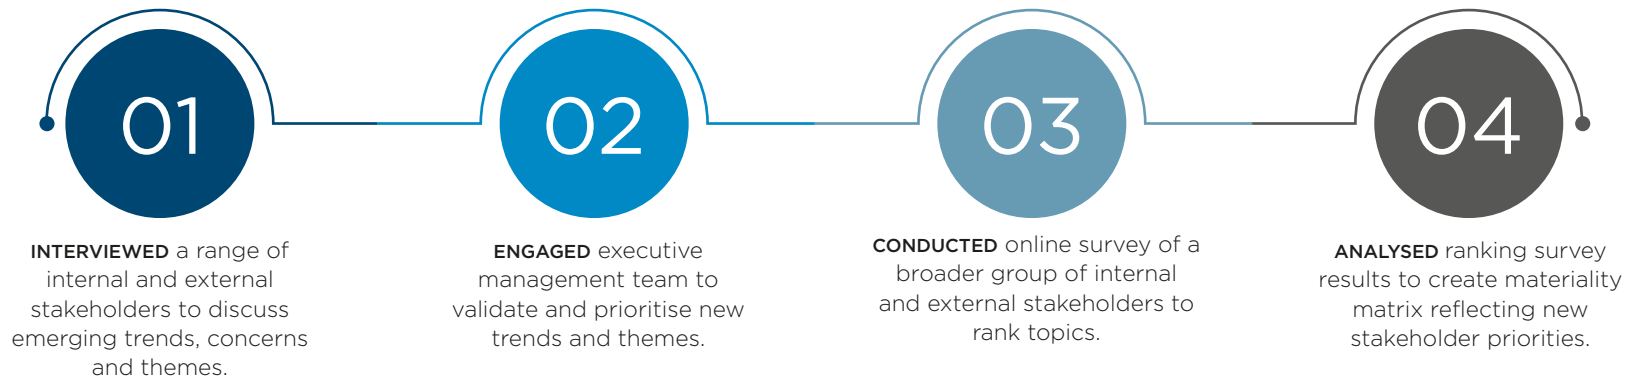 01
INTERVIEWED a range of
internal and external
stakeholders to discuss
emerging trends, concerns
and themes.
02
ENGAGED executive
management team to
validate and prioritise new
trends and themes.
03
CONDUCTED online survey of a
broader group of internal
and external stakeholders to
rank topics.
04
ANALYSED ranking survey
results to create materiality
matrix reflecting new
stakeholder priorities.